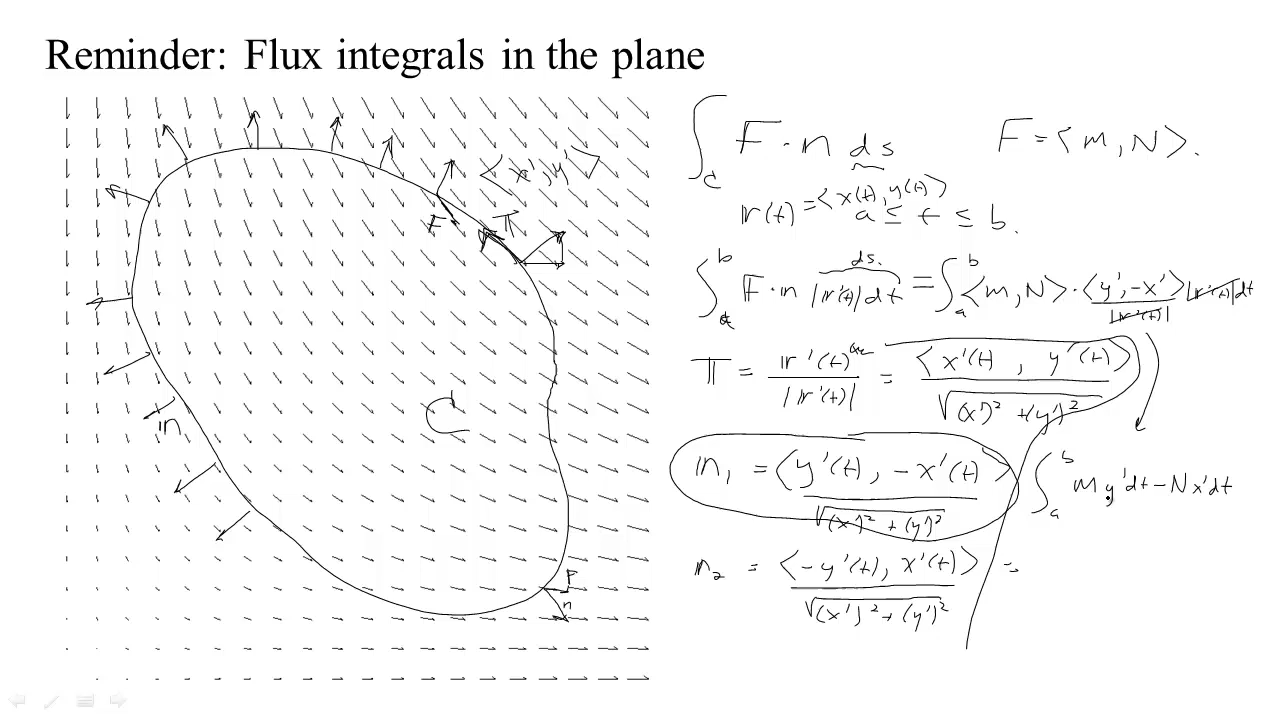 Reminder: Flux integrals in the plane
∫_C F · n ds    F = ⟨M, N⟩.
r(t) = ⟨x(t), y(t)⟩
a ≤ t ≤ b.
∫_a^b F · n |r'(t)| dt = ∫_a^b ⟨M, N⟩ · ⟨y', -x'⟩ / |r'(t)| |r'(t)| dt
ds.
T = r'(t) / |r'(t)| = ⟨x'(t), y'(t)⟩ / √((x')² + (y')²)
n₁ = ⟨y'(t), -x'(t)⟩ / √((x')² + (y')²)
∫_a^b M y' dt - N x' dt
n₂ = ⟨-y'(t), x'(t)⟩ / √((x')² + (y')²) =
⟨x', y'⟩
F
T
C
n
F
n